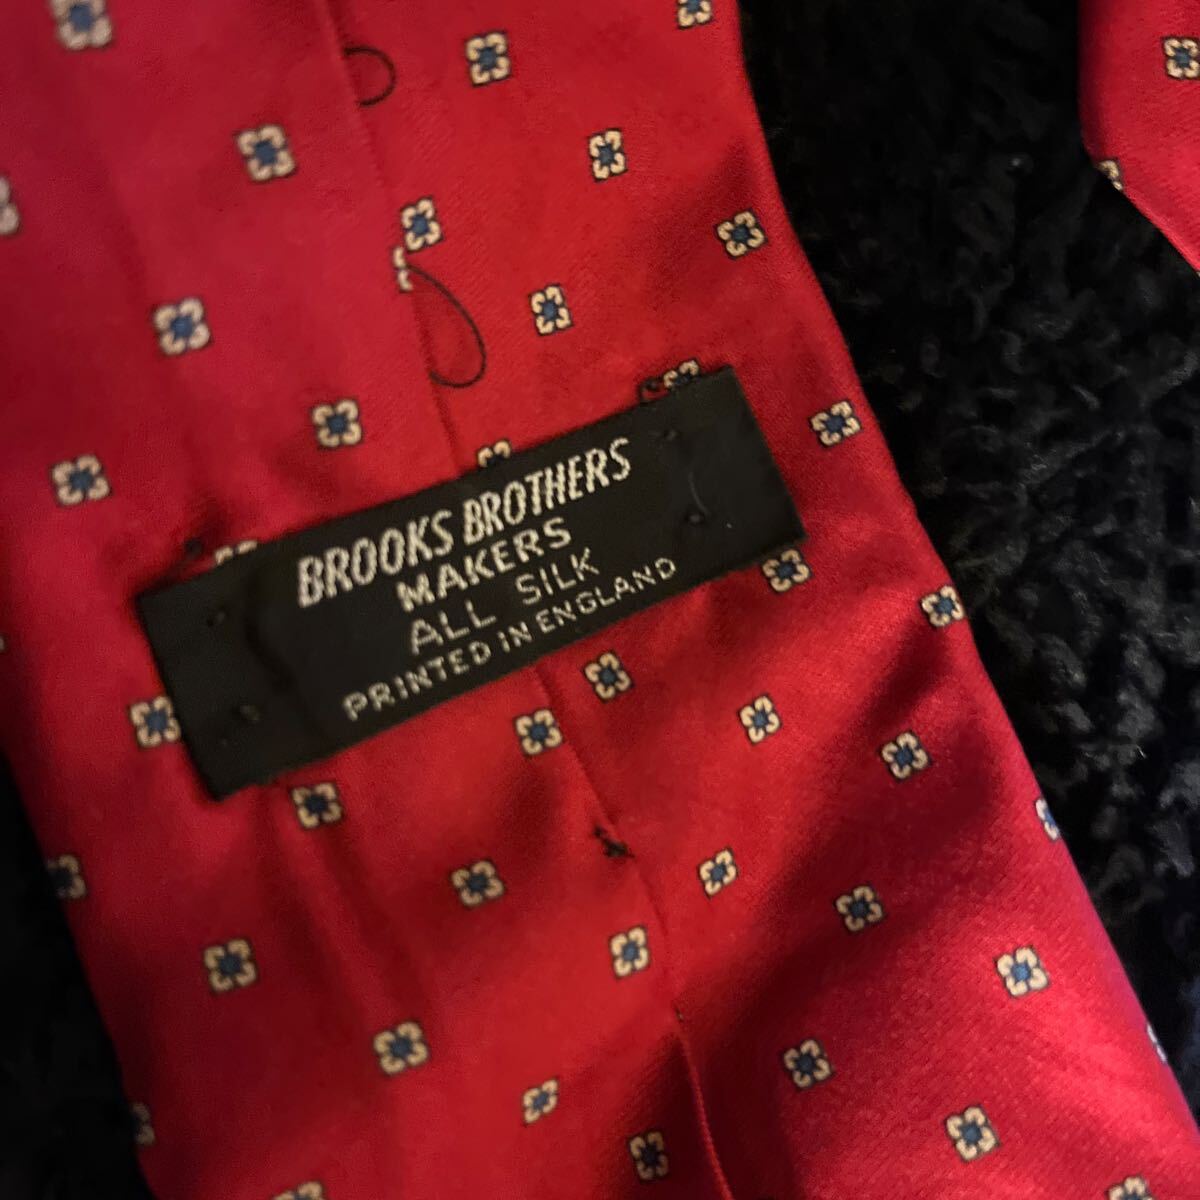 BROOKS BROTHERS
MAKERS
ALL SILK
PRINTED IN ENGLAND